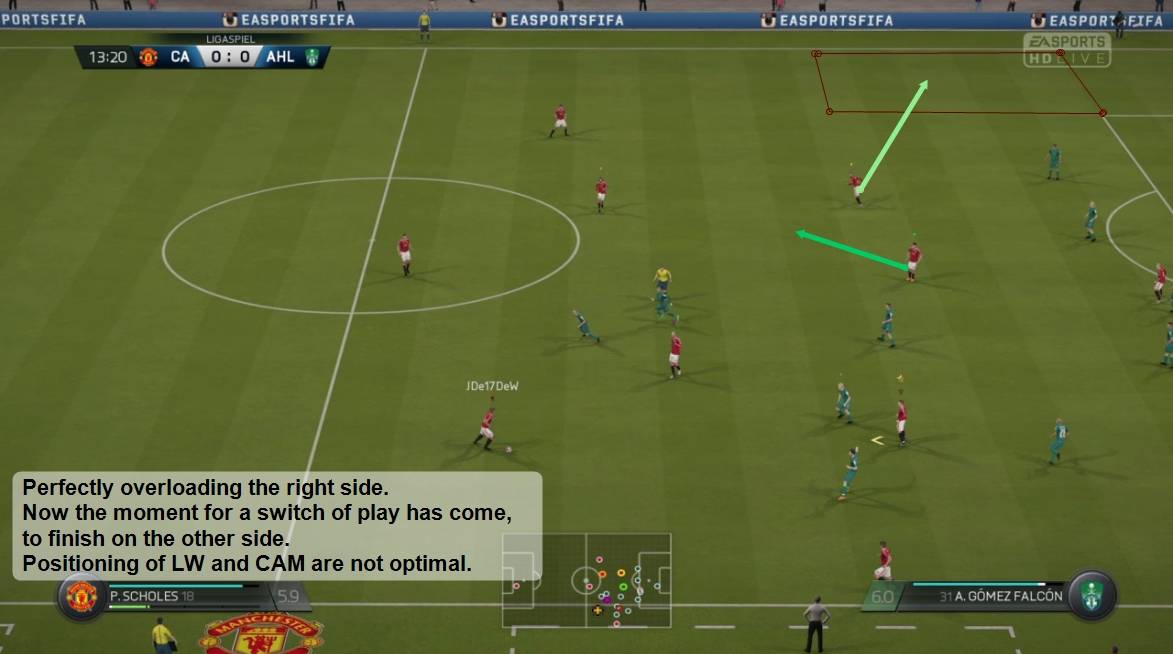 PORTSFIFA EASPORTSFIFA EASPORTSFIFA EASPORTSFIFA EASPORTSFIFA
LIGASPIEL
13:20 CA 0 : 0 AHL
EA SPORTS
HD LIVE
JDe17DeW
Perfectly overloading the right side.
Now the moment for a switch of play has come,
to finish on the other side.
Positioning of LW and CAM are not optimal.
P. SCHOLES 18 5.9
6.0 31 A. GÓMEZ FALCÓN
MANCHESTER